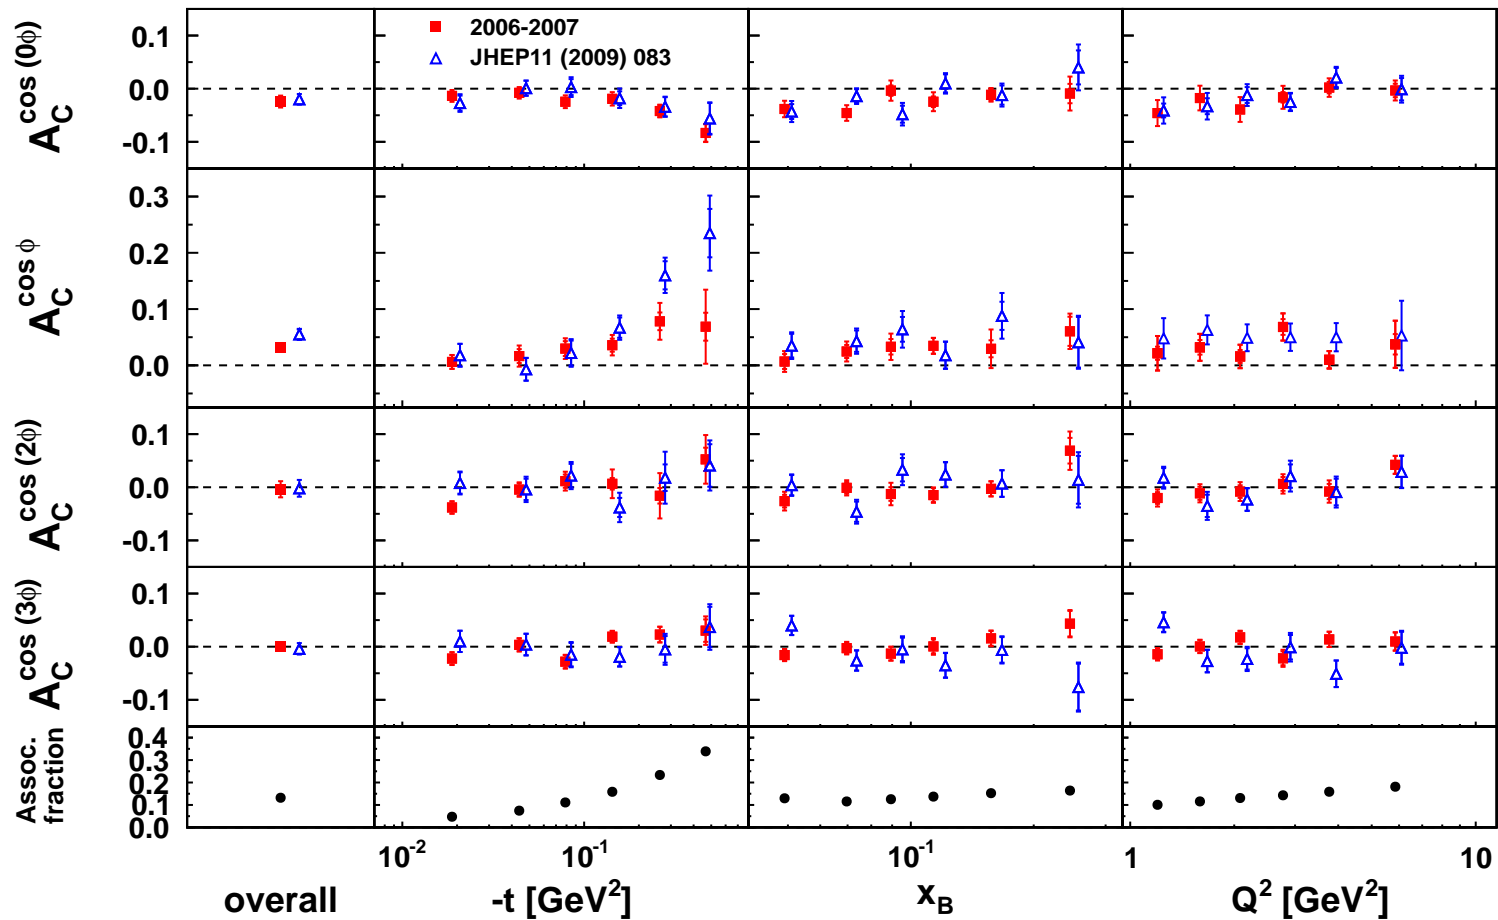 2006-2007
JHEP11 (2009) 083
A_C^cos (0ϕ)
0.1
0.0
-0.1
A_C^cos ϕ
0.3
0.2
0.1
0.0
A_C^cos (2ϕ)
0.1
0.0
-0.1
A_C^cos (3ϕ)
0.1
0.0
-0.1
Assoc.
fraction
0.4
0.3
0.2
0.1
0.0
10^-2 10^-1 10^-1 1 10
overall -t [GeV^2] x_B Q^2 [GeV^2]